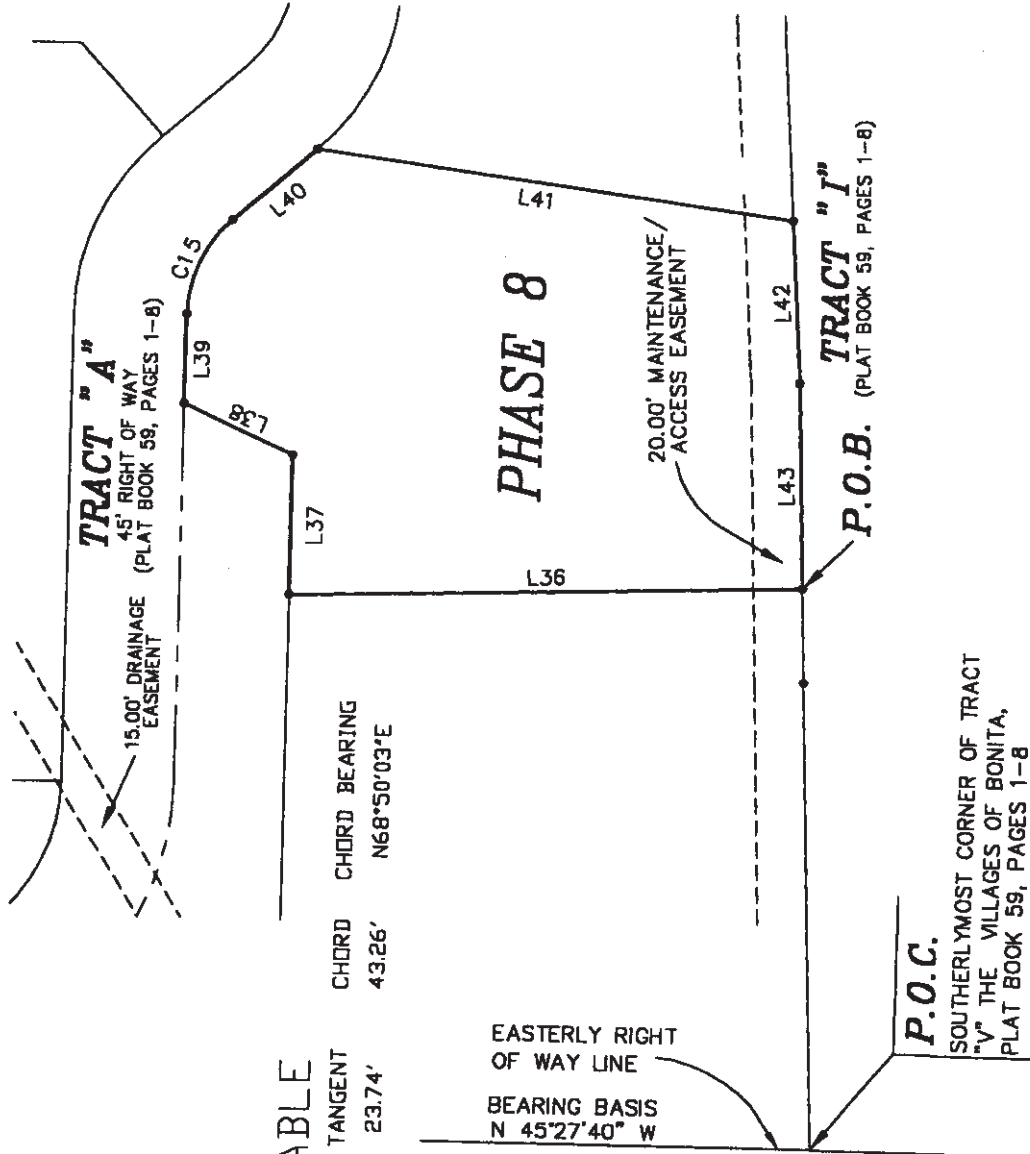 TRACT "A"
45' RIGHT OF WAY
(PLAT BOOK 59, PAGES 1-8)
15.00' DRAINAGE
EASEMENT
C15
L40
L39
L38
L37
L41
PHASE 8
L36
20.00' MAINTENANCE/
ACCESS EASEMENT
L42
L43
TRACT "I"
(PLAT BOOK 59, PAGES 1-8)
P.O.B.
ABLE
TANGENT CHORD CHORD BEARING
23.74' 43.26' N68°50'03"E
EASTERLY RIGHT
OF WAY LINE
BEARING BASIS
N 45°27'40" W
P.O.C.
SOUTHERLYMOST CORNER OF TRACT
"V" THE VILLAGES OF BONITA,
PLAT BOOK 59, PAGES 1-8